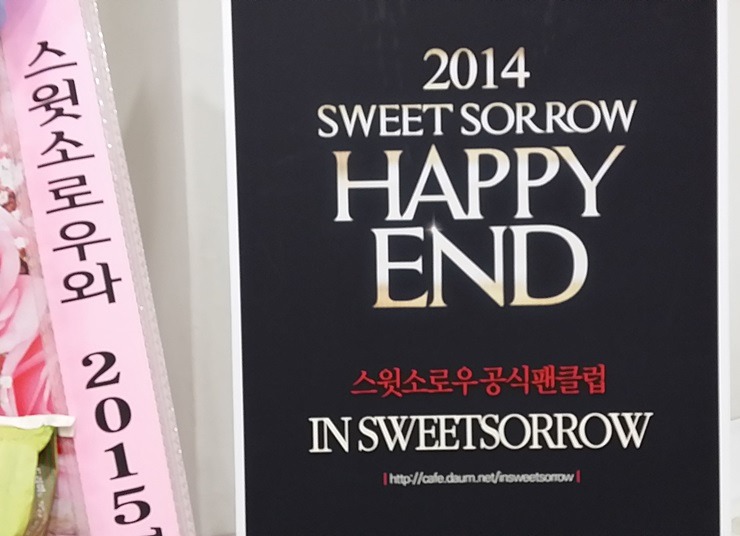 스윗소로우와 2015
2014
SWEET SORROW
HAPPY
END
스윗소로우공식팬클럽
IN SWEETSORROW
| http://cafe.daum.net/insweetsorrow |